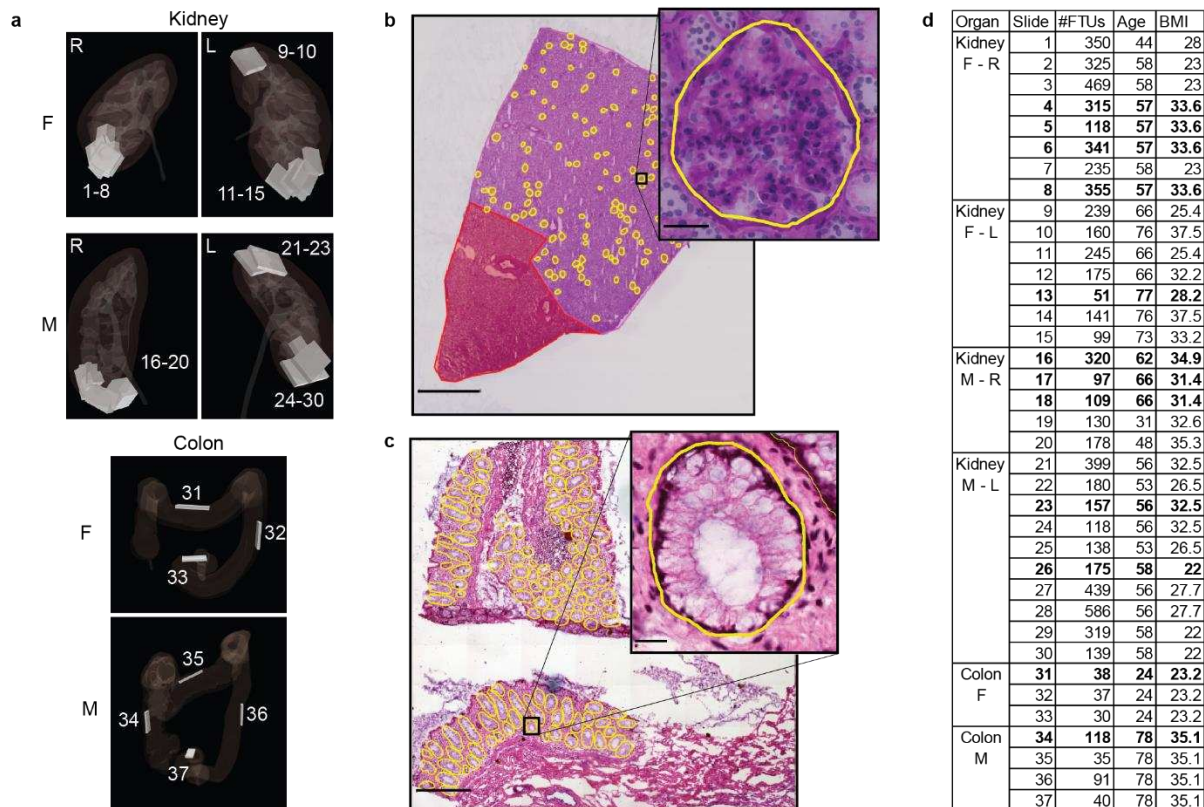 a
Kidney
R
L
9-10
F
1-8
11-15
R
L
21-23
M
16-20
24-30
Colon
31
F
32
33
35
M
34
36
37
b
c
d
Organ Slide #FTUs Age BMI
Kidney 1 350 44 28
F - R 2 325 58 23
3 469 58 23
4 315 57 33.6
5 118 57 33.6
6 341 57 33.6
7 235 58 23
8 355 57 33.6
Kidney 9 239 66 25.4
F - L 10 160 76 37.5
11 245 66 25.4
12 175 66 32.2
13 51 77 28.2
14 141 76 37.5
15 99 73 33.2
Kidney 16 320 62 34.9
M - R 17 97 66 31.4
18 109 66 31.4
19 130 31 32.6
20 178 48 35.3
Kidney 21 399 56 32.5
M - L 22 180 53 26.5
23 157 56 32.5
24 118 56 32.5
25 138 53 26.5
26 175 58 22
27 439 56 27.7
28 586 56 27.7
29 319 58 22
30 139 58 22
Colon 31 38 24 23.2
F 32 37 24 23.2
33 30 24 23.2
Colon 34 118 78 35.1
M 35 35 78 35.1
36 91 78 35.1
37 40 78 35.1